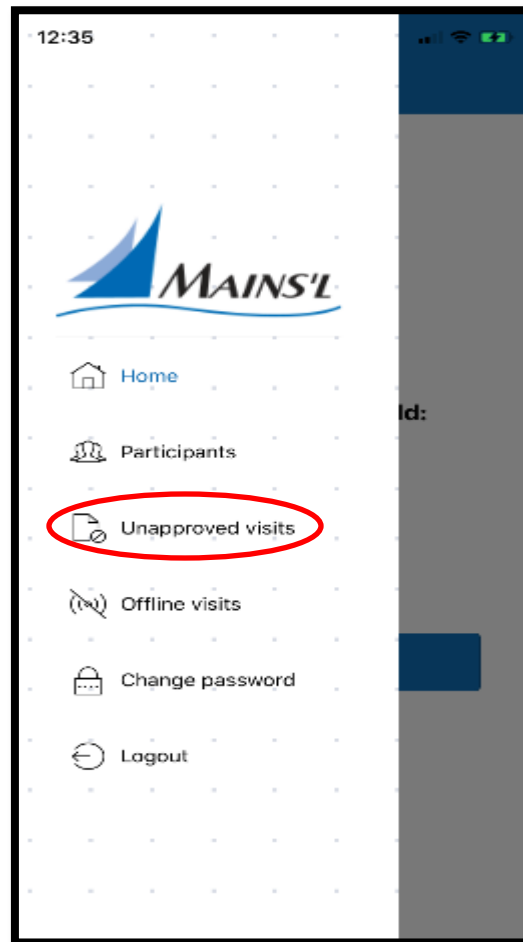 12:35
MAINS'L
Home
ld:
Participants
Unapproved visits
Offline visits
Change password
Logout